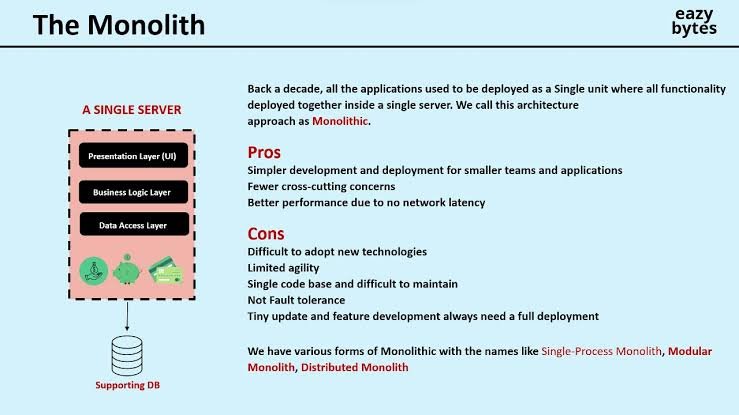 The Monolith
eazy
bytes
A SINGLE SERVER
Presentation Layer (UI)
Business Logic Layer
Data Access Layer
Supporting DB
Back a decade, all the applications used to be deployed as a Single unit where all functionality
deployed together inside a single server. We call this architecture
approach as Monolithic.
Pros
Simpler development and deployment for smaller teams and applications
Fewer cross-cutting concerns
Better performance due to no network latency
Cons
Difficult to adopt new technologies
Limited agility
Single code base and difficult to maintain
Not Fault tolerance
Tiny update and feature development always need a full deployment
We have various forms of Monolithic with the names like Single-Process Monolith, Modular
Monolith, Distributed Monolith